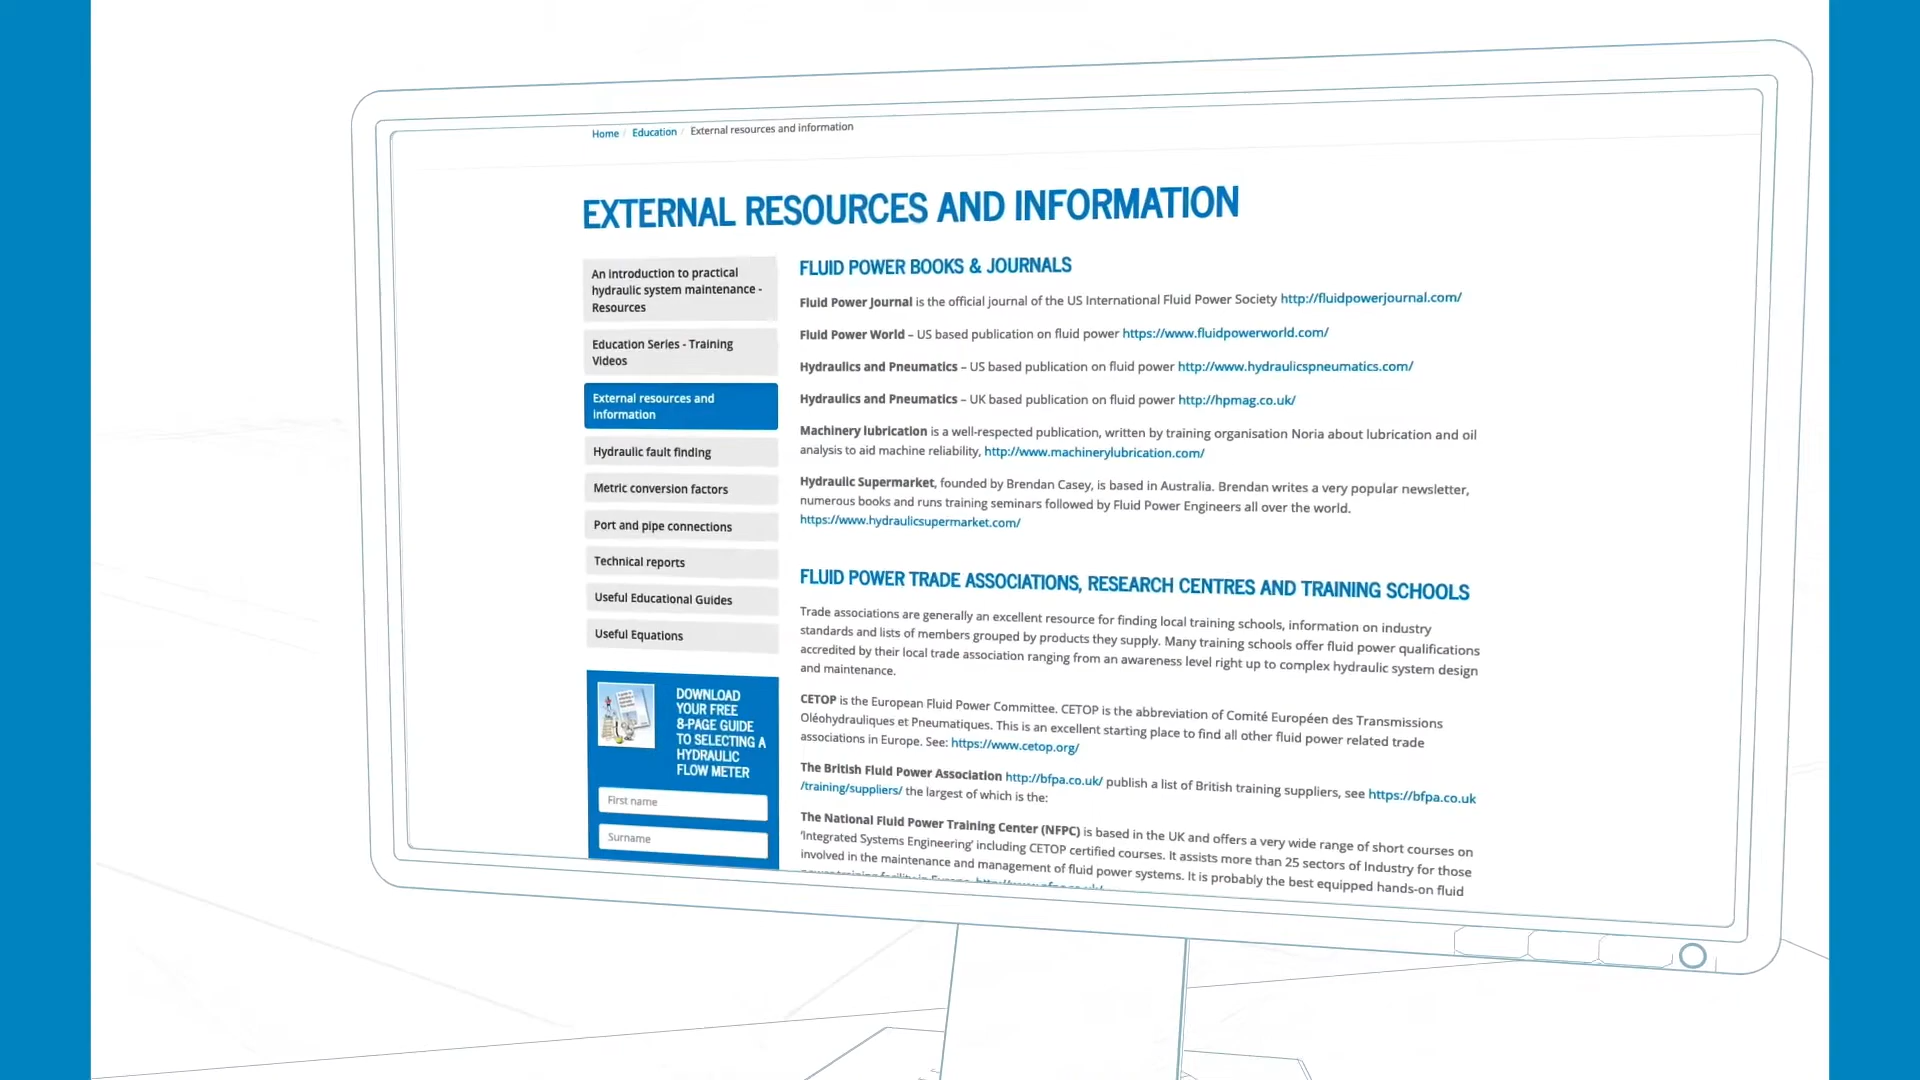 Home / Education / External resources and information
EXTERNAL RESOURCES AND INFORMATION
An introduction to practical
hydraulic system maintenance -
Resources
Education Series - Training
Videos
External resources and
information
Hydraulic fault finding
Metric conversion factors
Port and pipe connections
Technical reports
Useful Educational Guides
Useful Equations
DOWNLOAD
YOUR FREE
8-PAGE GUIDE
TO SELECTING A
HYDRAULIC
FLOW METER
First name
Surname
FLUID POWER BOOKS & JOURNALS
Fluid Power Journal is the official journal of the US International Fluid Power Society http://fluidpowerjournal.com/
Fluid Power World – US based publication on fluid power https://www.fluidpowerworld.com/
Hydraulics and Pneumatics – US based publication on fluid power http://www.hydraulicspneumatics.com/
Hydraulics and Pneumatics – UK based publication on fluid power http://hpmag.co.uk/
Machinery lubrication is a well-respected publication, written by training organisation Noria about lubrication and oil
analysis to aid machine reliability, http://www.machinerylubrication.com/
Hydraulic Supermarket, founded by Brendan Casey, is based in Australia. Brendan writes a very popular newsletter,
numerous books and runs training seminars followed by Fluid Power Engineers all over the world.
https://www.hydraulicsupermarket.com/
FLUID POWER TRADE ASSOCIATIONS, RESEARCH CENTRES AND TRAINING SCHOOLS
Trade associations are generally an excellent resource for finding local training schools, information on industry
standards and lists of members grouped by products they supply. Many training schools offer fluid power qualifications
accredited by their local trade association ranging from an awareness level right up to complex hydraulic system design
and maintenance.
CETOP is the European Fluid Power Committee. CETOP is the abbreviation of Comité Européen des Transmissions
Oléohydrauliques et Pneumatiques. This is an excellent starting place to find all other fluid power related trade
associations in Europe. See: https://www.cetop.org/
The British Fluid Power Association http://bfpa.co.uk/ publish a list of British training suppliers, see https://bfpa.co.uk
/training/suppliers/ the largest of which is the:
The National Fluid Power Training Center (NFPC) is based in the UK and offers a very wide range of short courses on
'Integrated Systems Engineering' including CETOP certified courses. It assists more than 25 sectors of Industry for those
involved in the maintenance and management of fluid power systems. It is probably the best equipped hands-on fluid